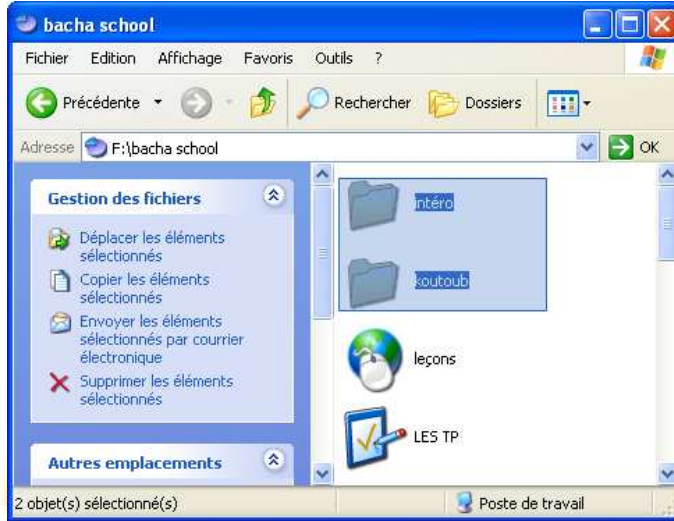 bacha school
Fichier Edition Affichage Favoris Outils ?
Précédente Rechercher Dossiers
Adresse F:\bacha school OK
Gestion des fichiers
Déplacer les éléments
sélectionnés
Copier les éléments
sélectionnés
Envoyer les éléments
sélectionnés par courrier
électronique
Supprimer les éléments
sélectionnés
Autres emplacements
intéro
koutoub
leçons
LES TP
2 objet(s) sélectionné(s) Poste de travail